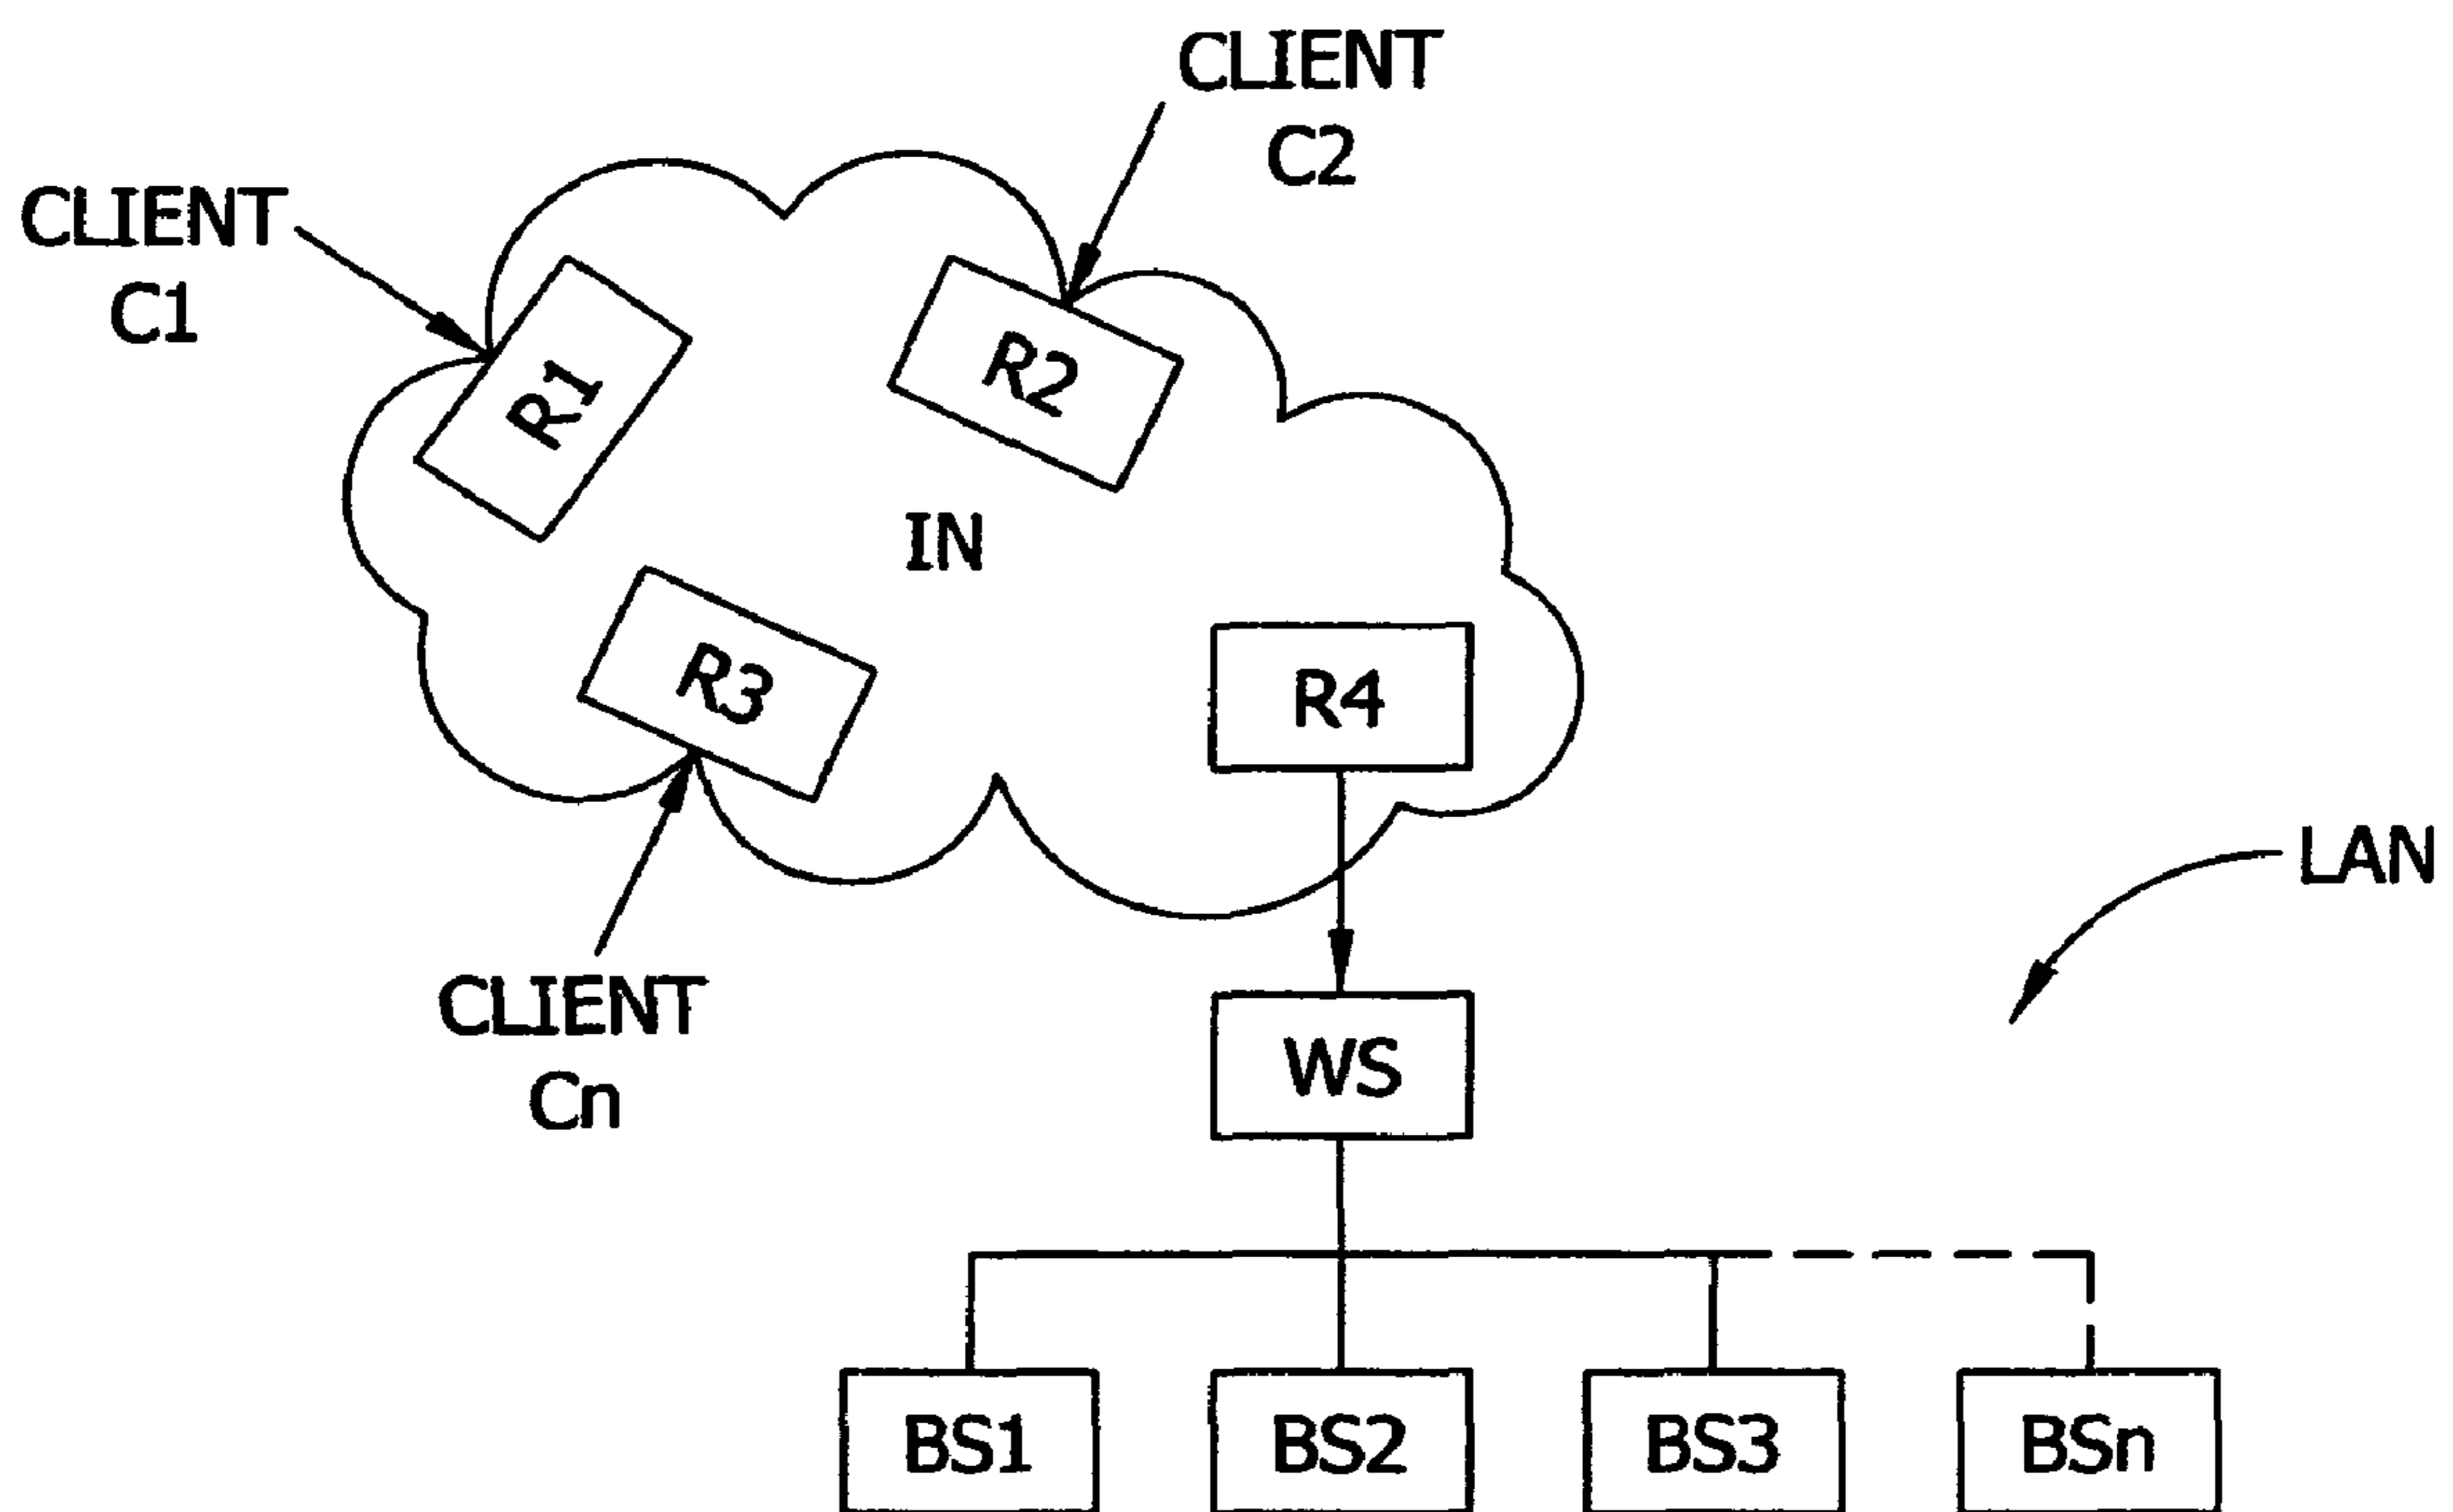 CLIENT
C2
CLIENT
C1
R1
R2
IN
R3
R4
LAN
CLIENT
Cn
WS
BS1
BS2
BS3
BSn